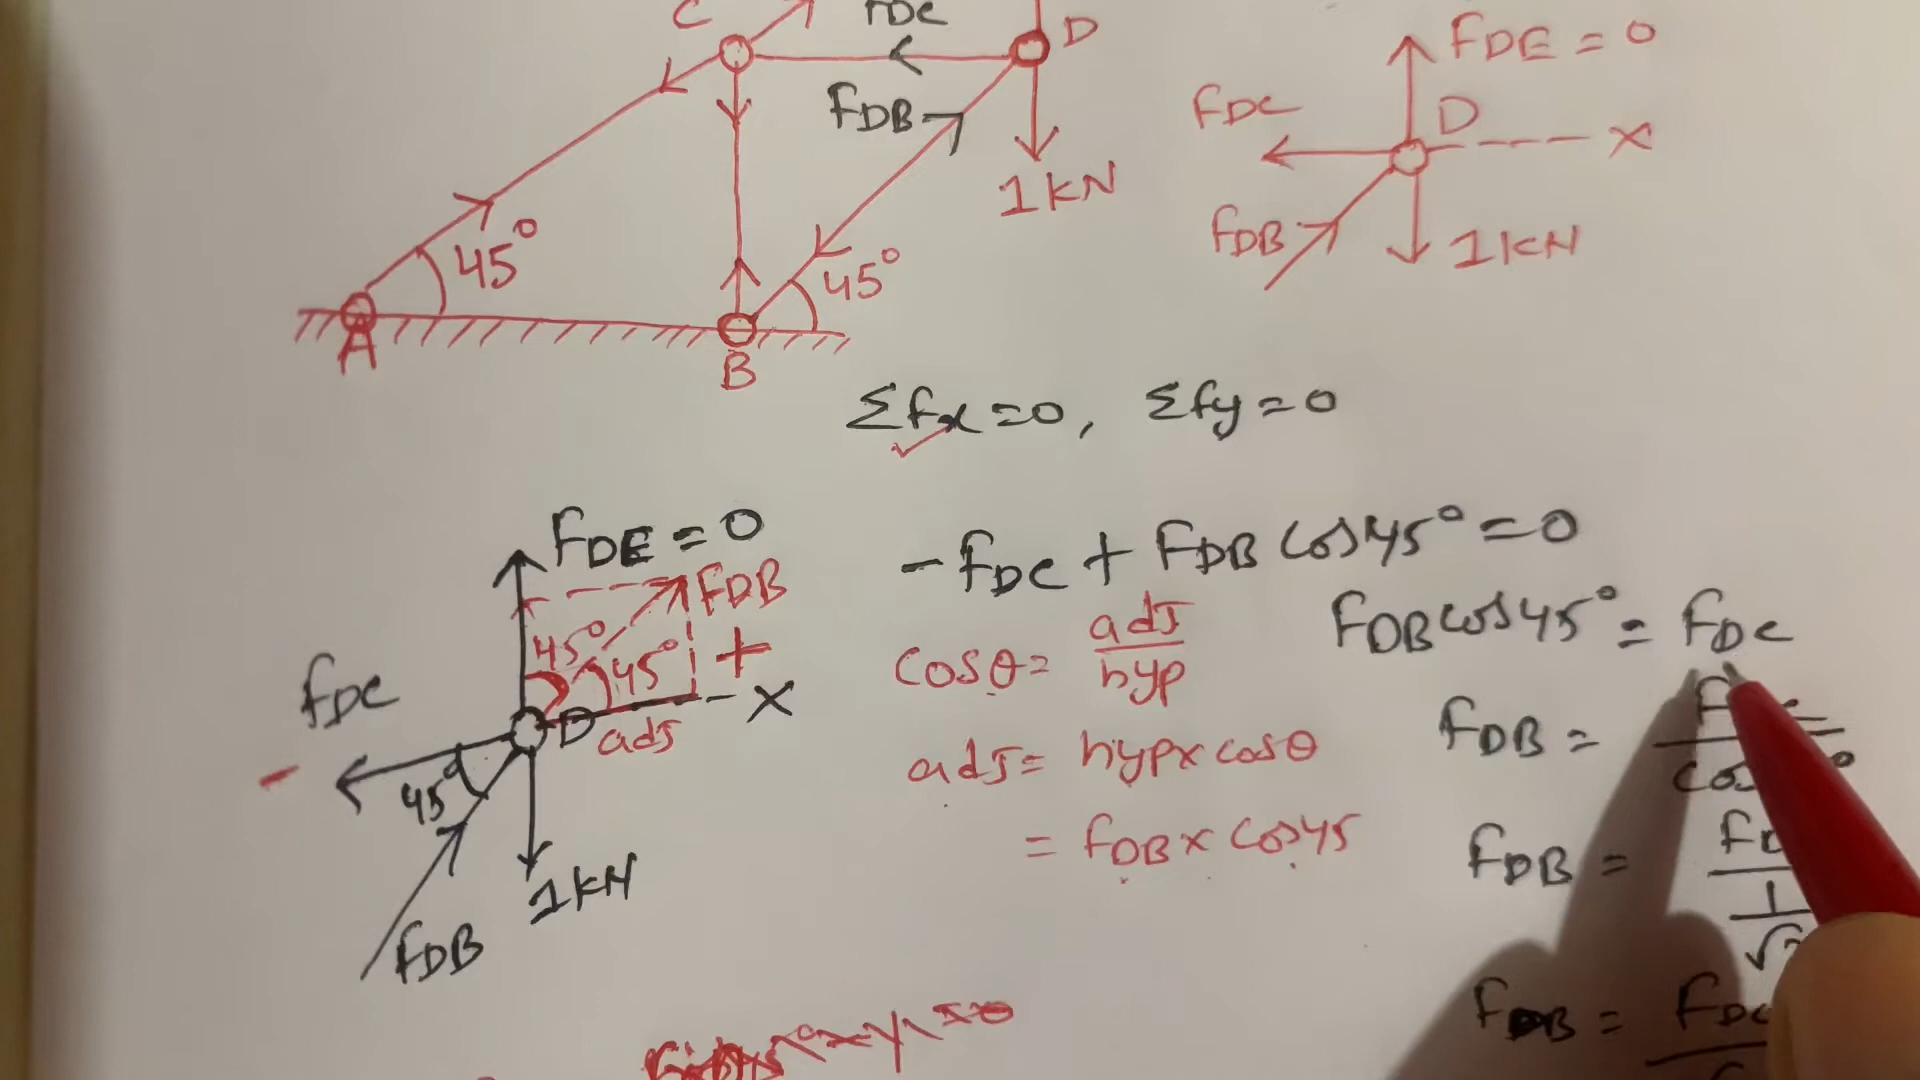 C
FDC
D
FDE = 0
FDB
FDC
D
x
1KN
FDB
1KN
45°
45°
A
B
Σfx=0, Σfy=0
FDE = 0
-FDC + FDB cos45° = 0
FDB
45°
45°
+
cosθ= adj/hyp
FDB cos45° = FDC
FDC
D
adj
x
-
45°
adj= hyp x cosθ
FDB =
= FDB x cos45
1KN
FDB =
1
FDB
FDB = FDC